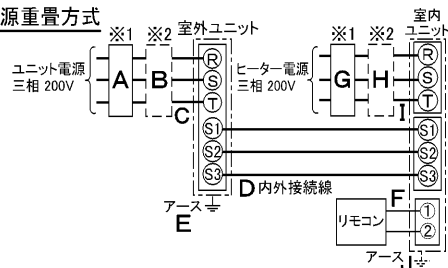 源重畳方式
※1 ※2 室外ユニット
ユニット電源
三相 200V
A B
R
S
T
C
S1
S2
S3
D 内外接続線
アース
E
※1 ※2 室内
ユニット
ヒーター電源
三相 200V
G H
R
S
T
I
S1
S2
S3
F
リモコン
①
②
アース